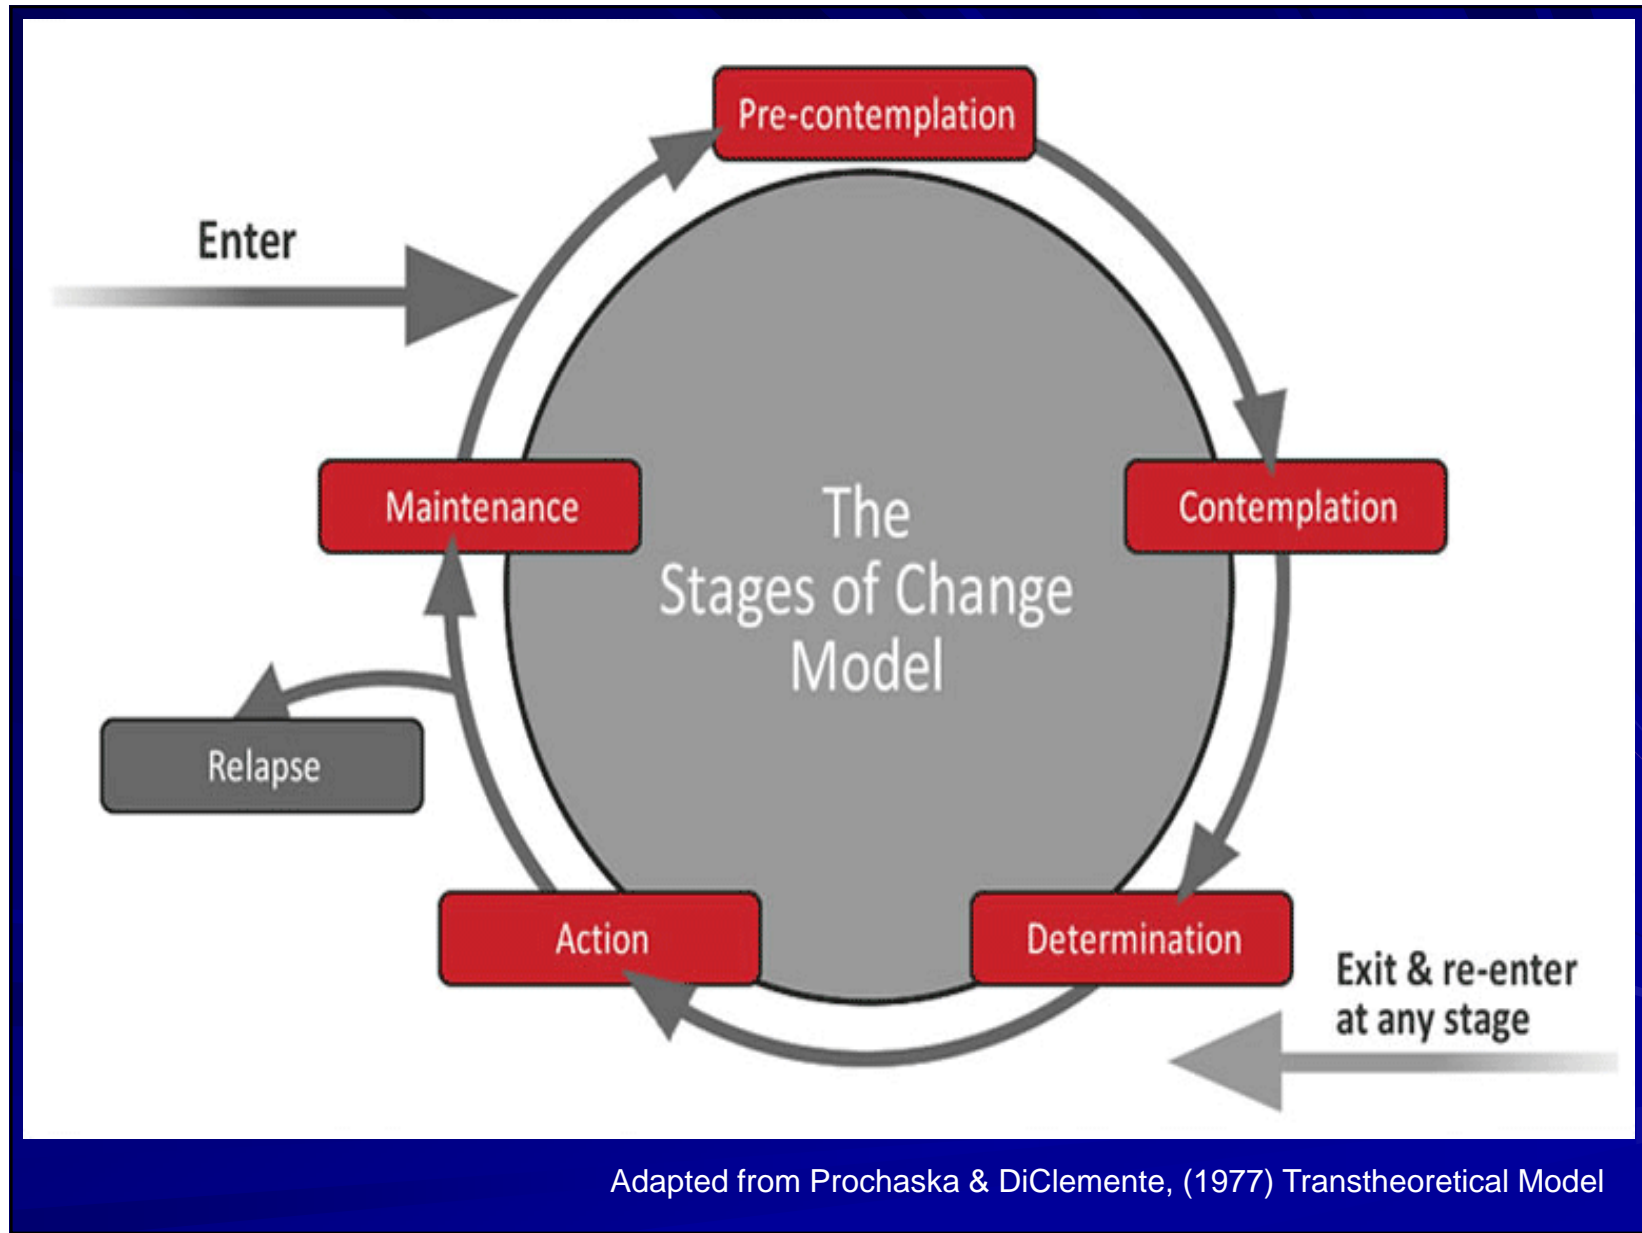 Pre-contemplation
Enter
Maintenance
The
Stages of Change
Model
Contemplation
Relapse
Action
Determination
Exit & re-enter
at any stage
Adapted from Prochaska & DiClemente, (1977) Transtheoretical Model